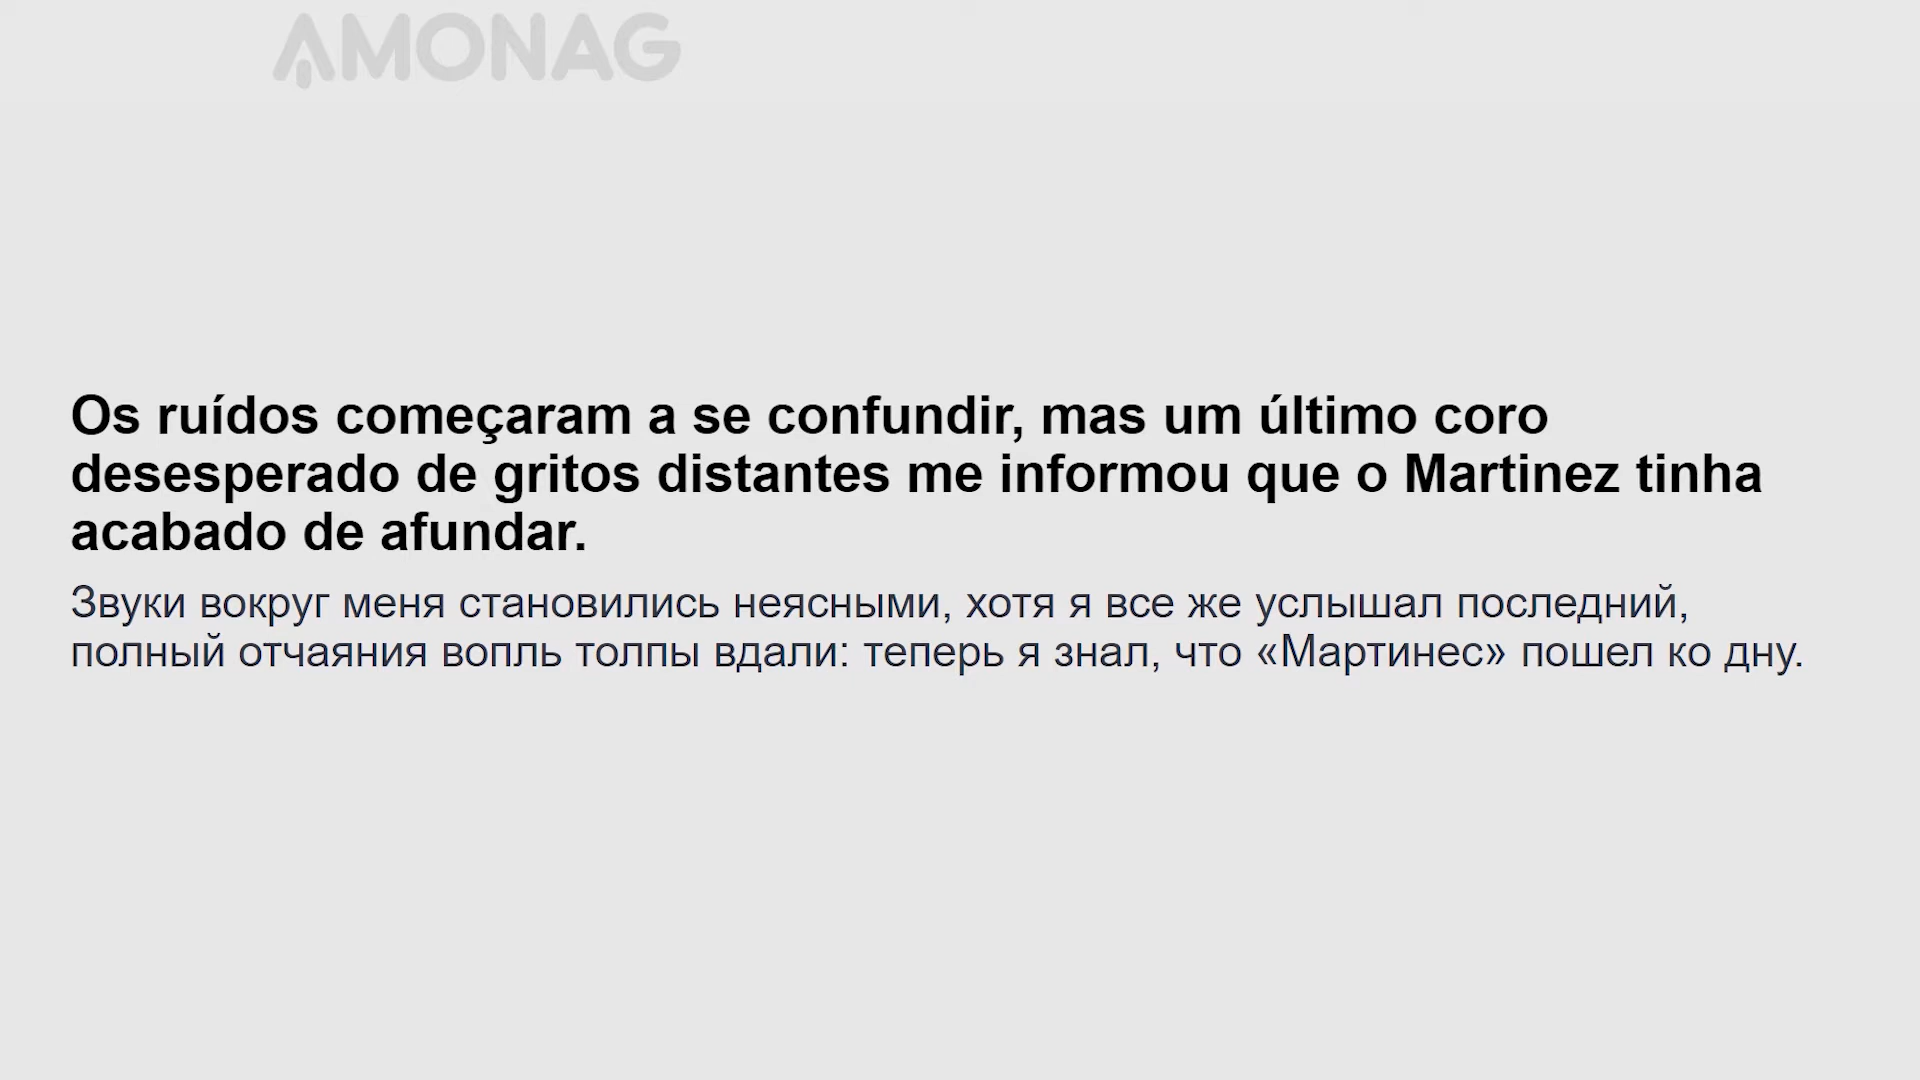 AMONAG
Os ruídos começaram a se confundir, mas um último coro
desesperado de gritos distantes me informou que o Martinez tinha
acabado de afundar.
Звуки вокруг меня становились неясными, хотя я все же услышал последний,
полный отчаяния вопль толпы вдали: теперь я знал, что «Мартинес» пошел ко дну.